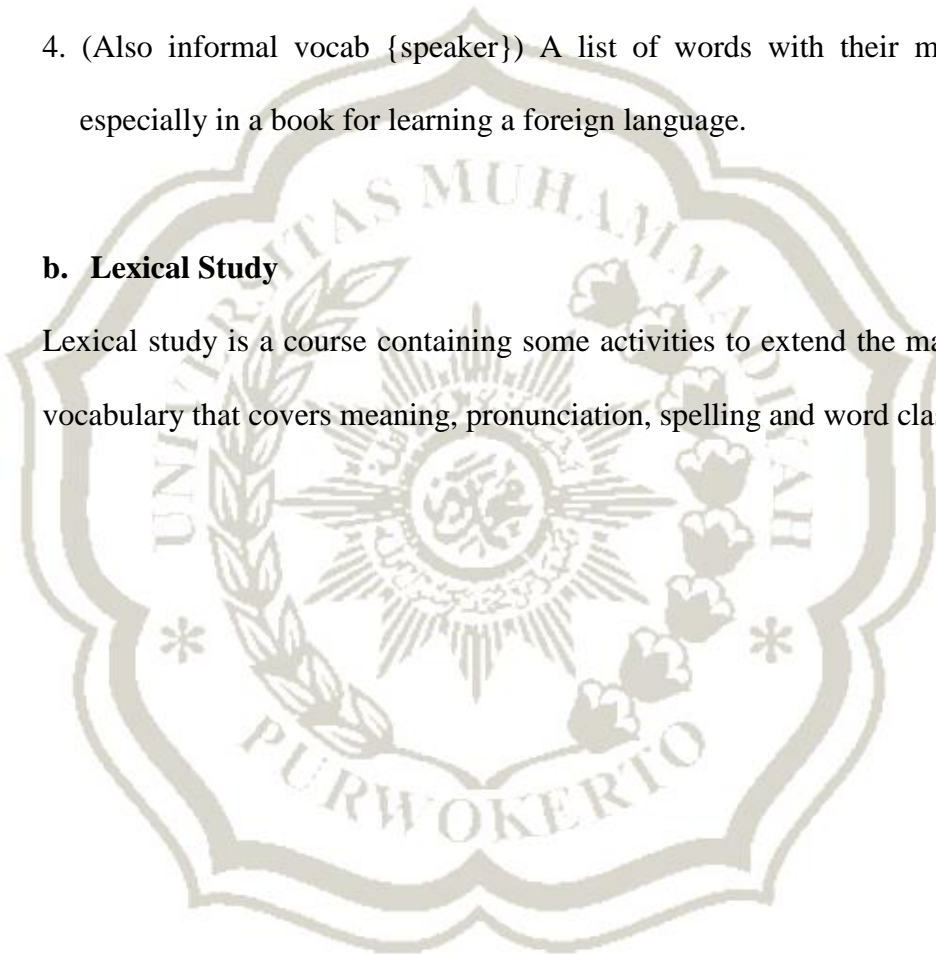 4. (Also informal vocab {speaker}) A list of words with their m
especially in a book for learning a foreign language.
UNIVERSITAS MUHAMMADIYAH
b. Lexical Study
Lexical study is a course containing some activities to extend the ma
vocabulary that covers meaning, pronunciation, spelling and word cla
PURWOKERTO